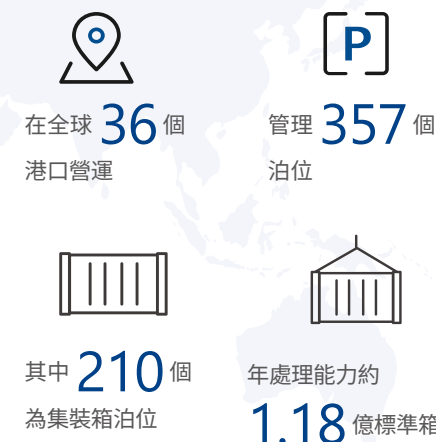 P
在全球 36 個
港口營運
管理 357 個
泊位
其中 210 個
為集裝箱泊位
年處理能力約
1.18 億標準箱